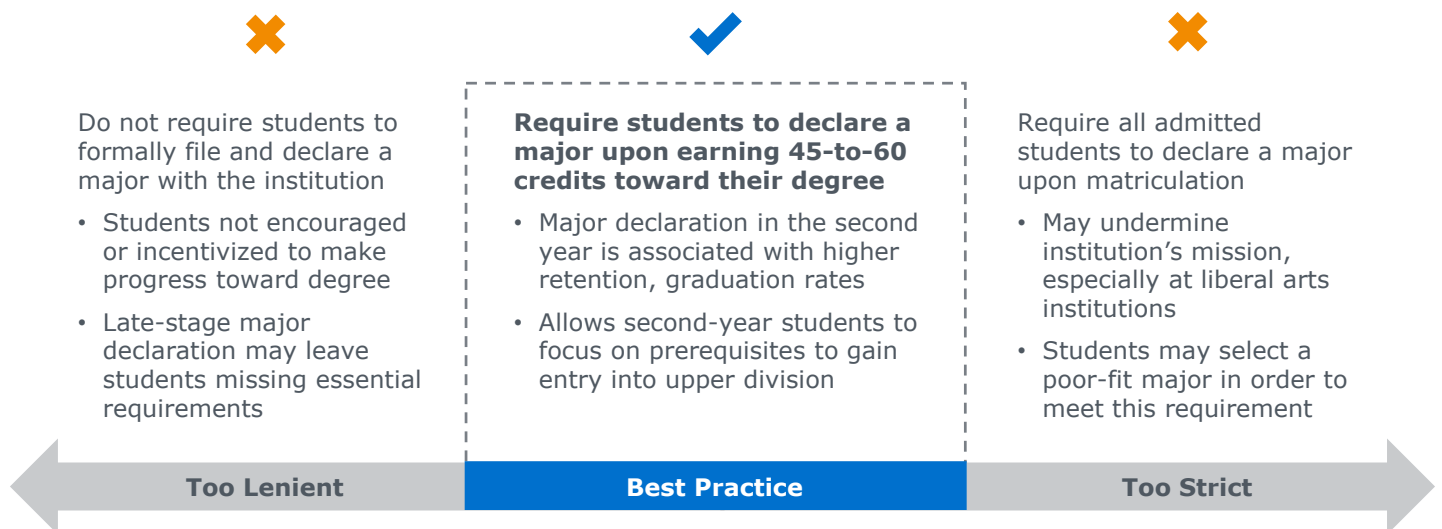 Do not require students to
formally file and declare a
major with the institution
• Students not encouraged
or incentivized to make
progress toward degree
• Late-stage major
declaration may leave
students missing essential
requirements
Require students to declare a
major upon earning 45-to-60
credits toward their degree
• Major declaration in the second
year is associated with higher
retention, graduation rates
• Allows second-year students to
focus on prerequisites to gain
entry into upper division
Require all admitted
students to declare a major
upon matriculation
• May undermine
institution’s mission,
especially at liberal arts
institutions
• Students may select a
poor-fit major in order to
meet this requirement
Too Lenient
Best Practice
Too Strict